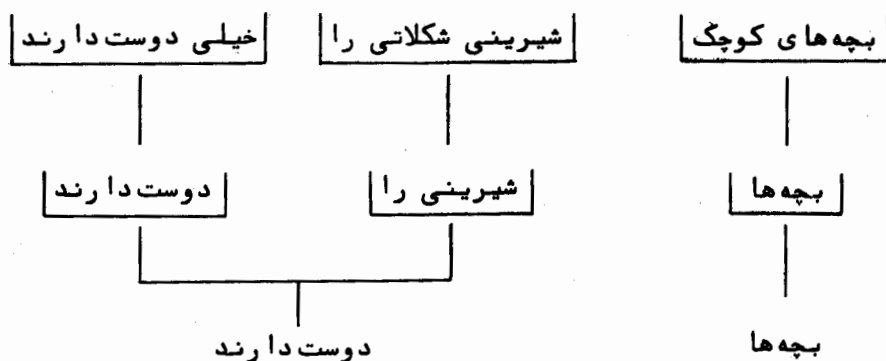 بچه‌های کوچک شیرینی شکلاتی را خیلی دوست دارند
بچه‌ها شیرینی را دوست دارند
بچه‌ها دوست دارند